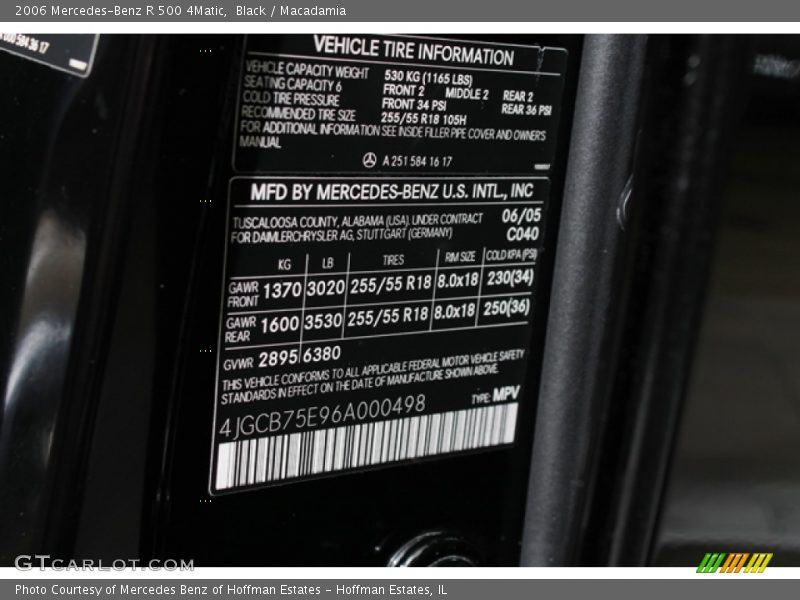 2006 Mercedes-Benz R 500 4Matic,  Black / Macadamia
584 36 17
VEHICLE TIRE INFORMATION
VEHICLE CAPACITY WEIGHT 530 KG (1165 LBS)
SEATING CAPACITY 6 FRONT 2 MIDDLE 2 REAR 2
COLD TIRE PRESSURE FRONT 34 PSI REAR 36 PSI
RECOMMENDED TIRE SIZE 255/55 R18 105H
FOR ADDITIONAL INFORMATION SEE INSIDE FILLER PIPE COVER AND OWNERS
MANUAL
A 251 584 16 17
MFD BY MERCEDES-BENZ U.S. INTL., INC
TUSCALOOSA COUNTY, ALABAMA (USA). UNDER CONTRACT 06/05
FOR DAIMLERCHRYSLER AG, STUTTGART (GERMANY) C040
KG LB TIRES RIM SIZE COLD KPA (PSI)
GAWR FRONT 1370 3020 255/55 R18 8.0x18 230(34)
GAWR REAR 1600 3530 255/55 R18 8.0x18 250(36)
GVWR 2895 6380
THIS VEHICLE CONFORMS TO ALL APPLICABLE FEDERAL MOTOR VEHICLE SAFETY
STANDARDS IN EFFECT ON THE DATE OF MANUFACTURE SHOWN ABOVE.
4JGCB75E96A000498 TYPE: MPV
GTCARLOT.COM
Photo Courtesy of Mercedes Benz of Hoffman Estates - Hoffman Estates, IL